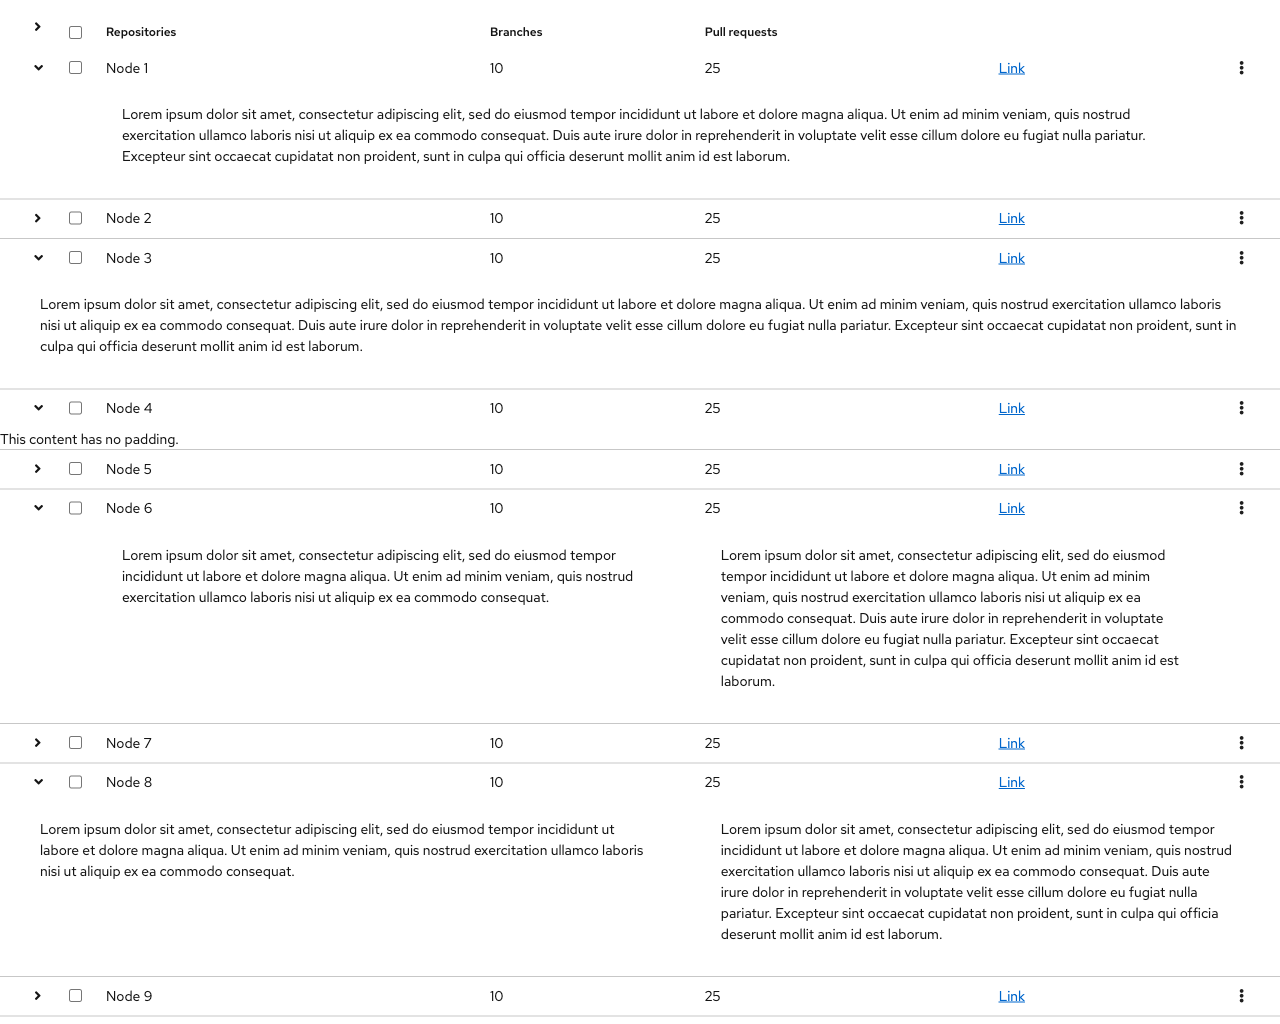 Repositories Branches Pull requests
Node 1 10 25 Link
Lorem ipsum dolor sit amet, consectetur adipiscing elit, sed do eiusmod tempor incididunt ut labore et dolore magna aliqua. Ut enim ad minim veniam, quis nostrud
exercitation ullamco laboris nisi ut aliquip ex ea commodo consequat. Duis aute irure dolor in reprehenderit in voluptate velit esse cillum dolore eu fugiat nulla pariatur.
Excepteur sint occaecat cupidatat non proident, sunt in culpa qui officia deserunt mollit anim id est laborum.
Node 2 10 25 Link
Node 3 10 25 Link
Lorem ipsum dolor sit amet, consectetur adipiscing elit, sed do eiusmod tempor incididunt ut labore et dolore magna aliqua. Ut enim ad minim veniam, quis nostrud exercitation ullamco laboris
nisi ut aliquip ex ea commodo consequat. Duis aute irure dolor in reprehenderit in voluptate velit esse cillum dolore eu fugiat nulla pariatur. Excepteur sint occaecat cupidatat non proident, sunt in
culpa qui officia deserunt mollit anim id est laborum.
Node 4 10 25 Link
This content has no padding.
Node 5 10 25 Link
Node 6 10 25 Link
Lorem ipsum dolor sit amet, consectetur adipiscing elit, sed do eiusmod tempor
incididunt ut labore et dolore magna aliqua. Ut enim ad minim veniam, quis nostrud
exercitation ullamco laboris nisi ut aliquip ex ea commodo consequat.
Lorem ipsum dolor sit amet, consectetur adipiscing elit, sed do eiusmod
tempor incididunt ut labore et dolore magna aliqua. Ut enim ad minim
veniam, quis nostrud exercitation ullamco laboris nisi ut aliquip ex ea
commodo consequat. Duis aute irure dolor in reprehenderit in voluptate
velit esse cillum dolore eu fugiat nulla pariatur. Excepteur sint occaecat
cupidatat non proident, sunt in culpa qui officia deserunt mollit anim id est
laborum.
Node 7 10 25 Link
Node 8 10 25 Link
Lorem ipsum dolor sit amet, consectetur adipiscing elit, sed do eiusmod tempor incididunt ut
labore et dolore magna aliqua. Ut enim ad minim veniam, quis nostrud exercitation ullamco laboris
nisi ut aliquip ex ea commodo consequat.
Lorem ipsum dolor sit amet, consectetur adipiscing elit, sed do eiusmod tempor
incididunt ut labore et dolore magna aliqua. Ut enim ad minim veniam, quis nostrud
exercitation ullamco laboris nisi ut aliquip ex ea commodo consequat. Duis aute
irure dolor in reprehenderit in voluptate velit esse cillum dolore eu fugiat nulla
pariatur. Excepteur sint occaecat cupidatat non proident, sunt in culpa qui officia
deserunt mollit anim id est laborum.
Node 9 10 25 Link